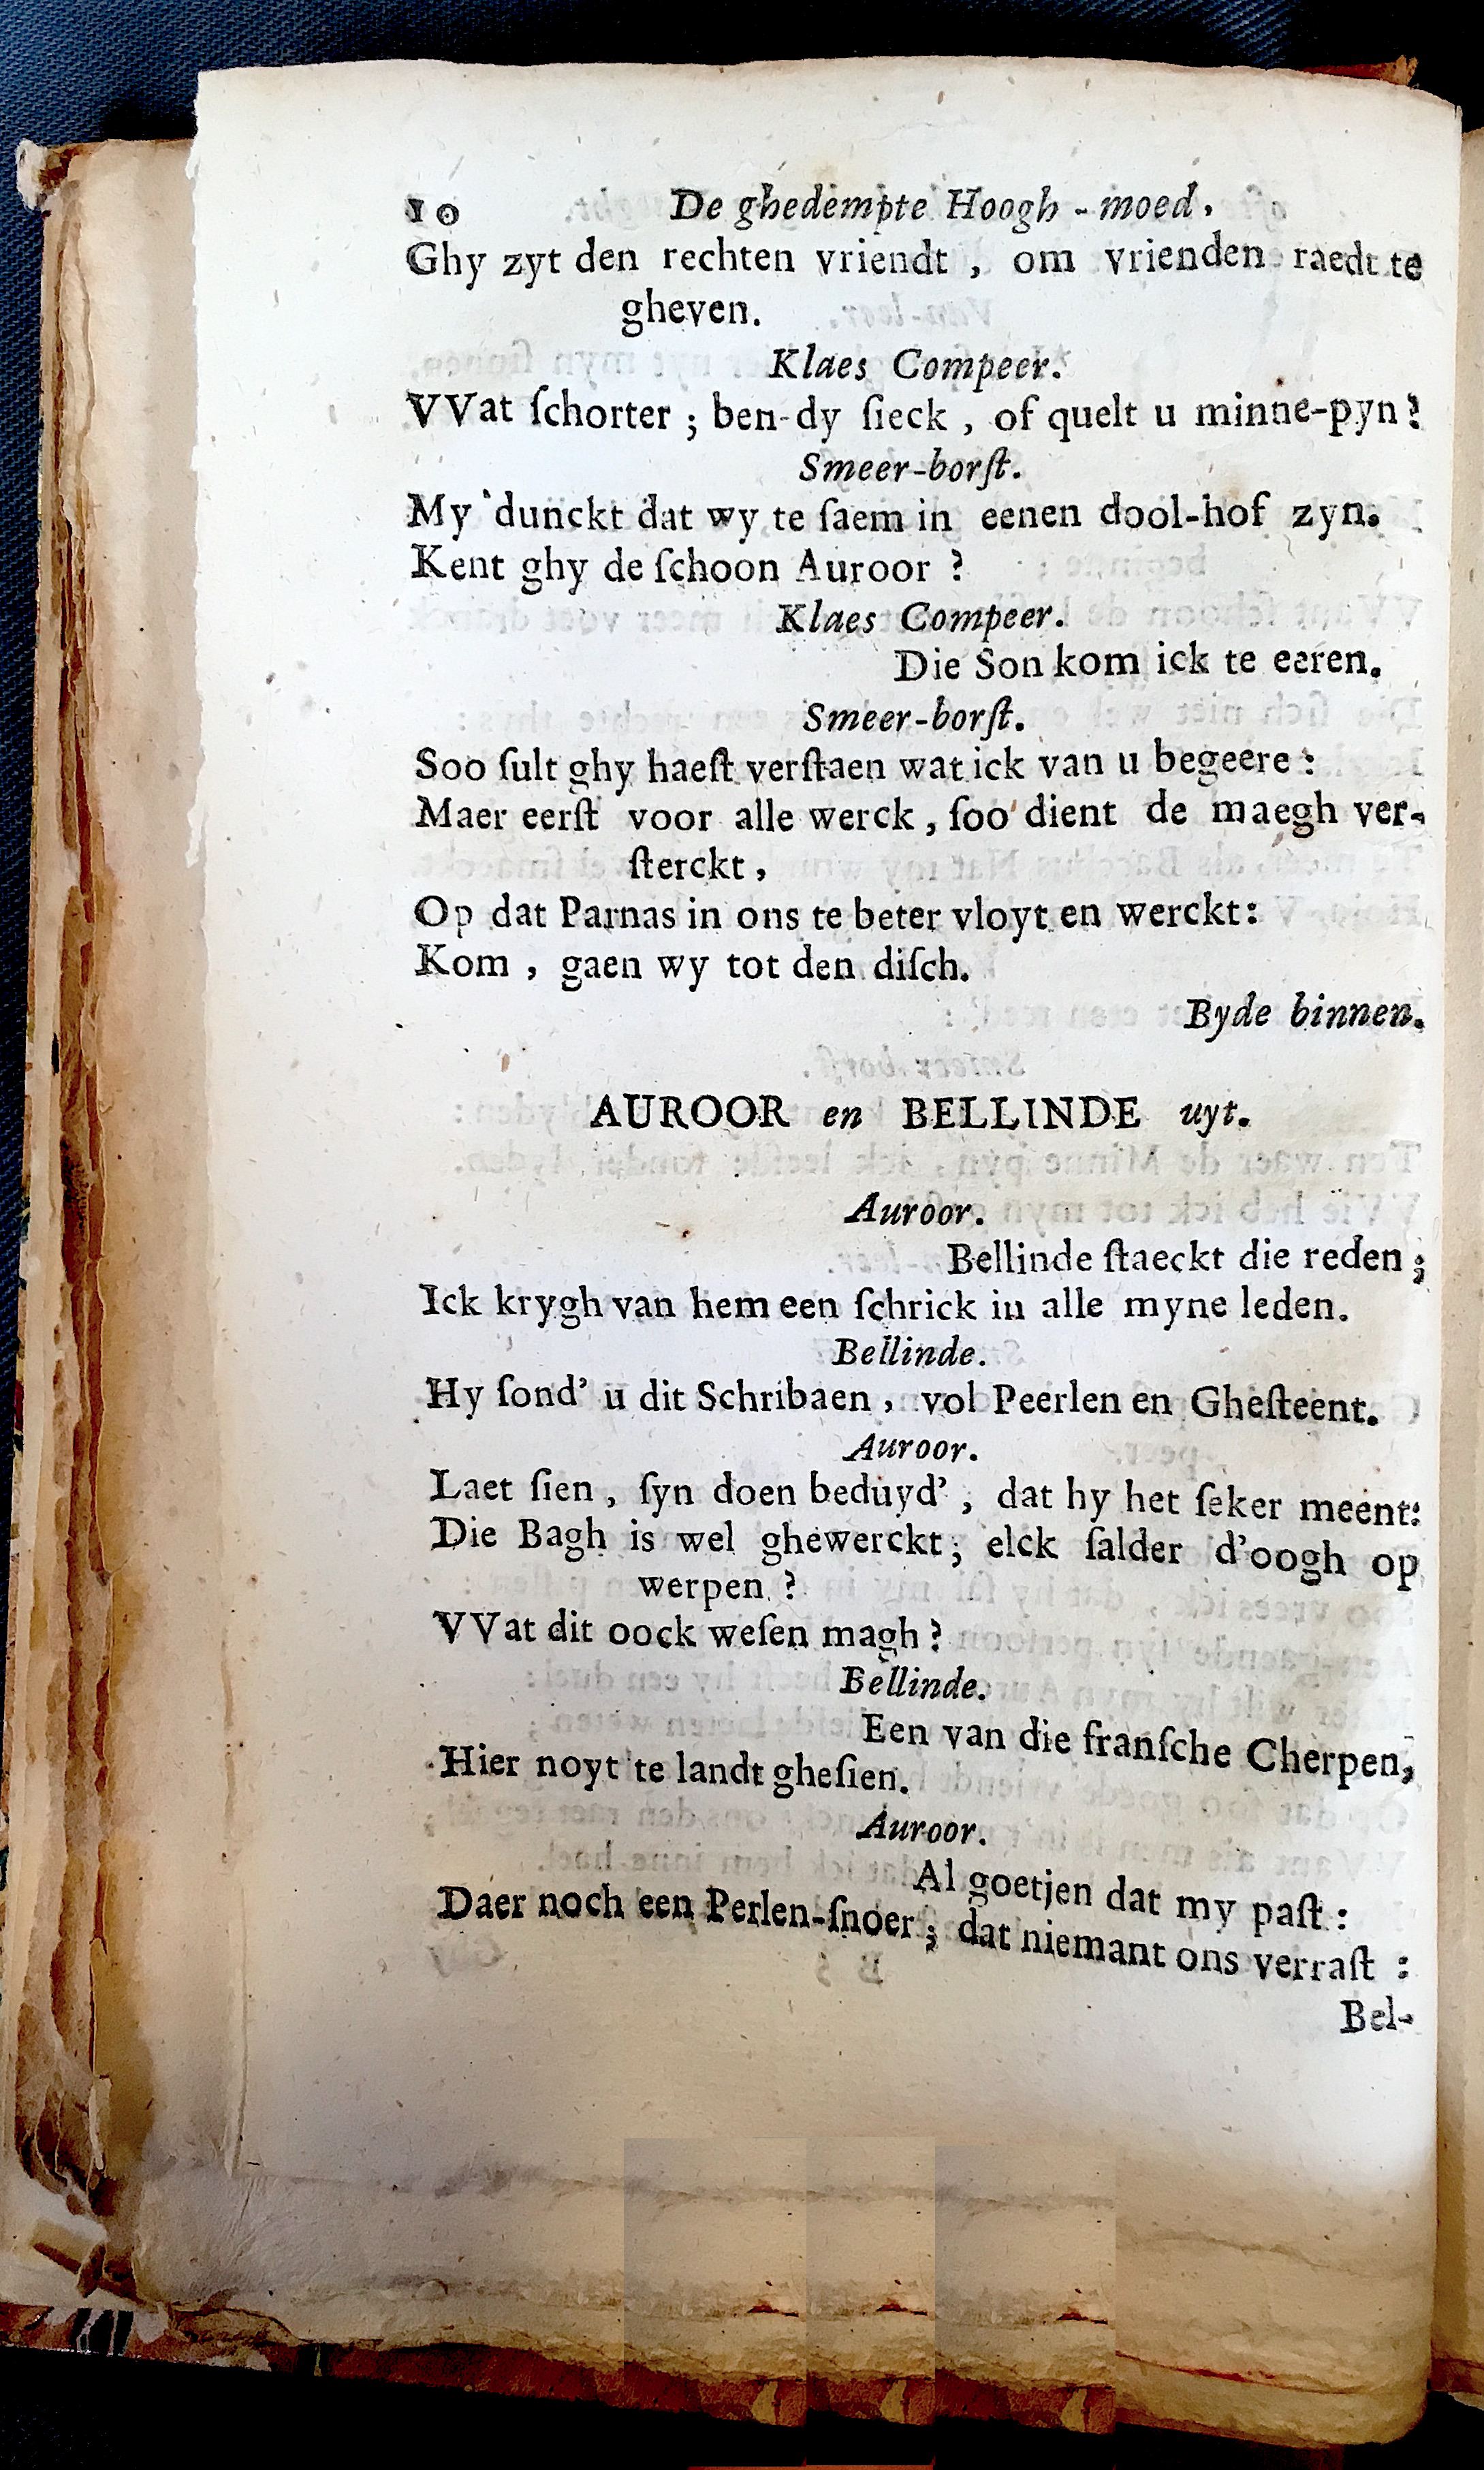 10 De ghedempte Hoogh-moed,
Ghy zyt den rechten vriendt, om vrienden raedt te
gheven.
Klaes Compeer.
VVat ſchorter; ben-dy ſieck, of quelt u minne-pyn?
Smeer-borſt.
My dunckt dat wy te ſaem in eenen dool-hof zyn.
Kent ghy de ſchoon Auroor?
Klaes Compeer.
Die Son kom ick te eeren.
Smeer-borſt.
Soo ſult ghy haeſt verſtaen wat ick van u begeere:
Maer eerſt voor alle werck, ſoo dient de maegh ver-
ſterckt,
Op dat Parnas in ons te beter vloyt en werckt:
Kom, gaen wy tot den diſch.
Byde binnen.
AUROOR en BELLINDE uyt.
Auroor.
Bellinde ſtaeckt die reden;
Ick krygh van hem een ſchrick in alle myne leden.
Bellinde.
Hy ſond' u dit Schribaen, vol Peerlen en Gheſteent.
Auroor.
Laet ſien, ſyn doen beduyd', dat hy het ſeker meent:
Die Bagh is wel ghewerckt; elck ſalder d'oogh op
werpen?
VVat dit oock weſen magh?
Bellinde.
Een van die franſche Cherpen,
Hier noyt te landt gheſien.
Auroor.
Al goetjen dat my paſt:
Daer noch een Perlen-ſnoer; dat niemant ons verraſt:
Bel-